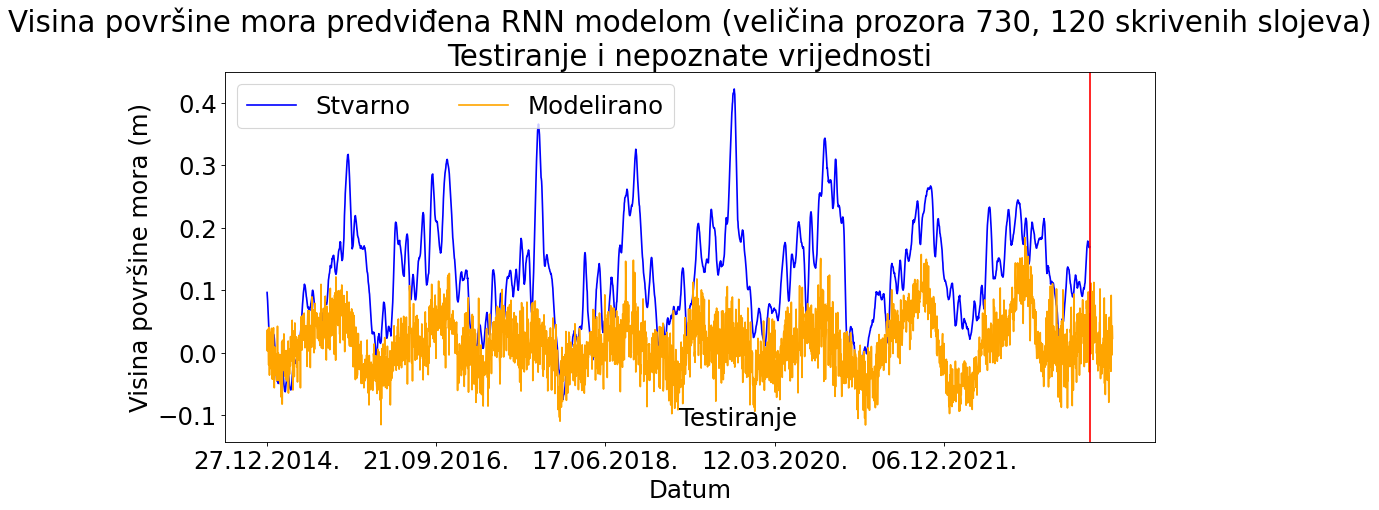 Visina površine mora predviđena RNN modelom (veličina prozora 730, 120 skrivenih slojeva)
Testiranje i nepoznate vrijednosti
Stvarno
Modelirano
Visina površine mora (m)
0.4
0.3
0.2
0.1
0.0
−0.1
Testiranje
27.12.2014.
21.09.2016.
17.06.2018.
12.03.2020.
06.12.2021.
Datum